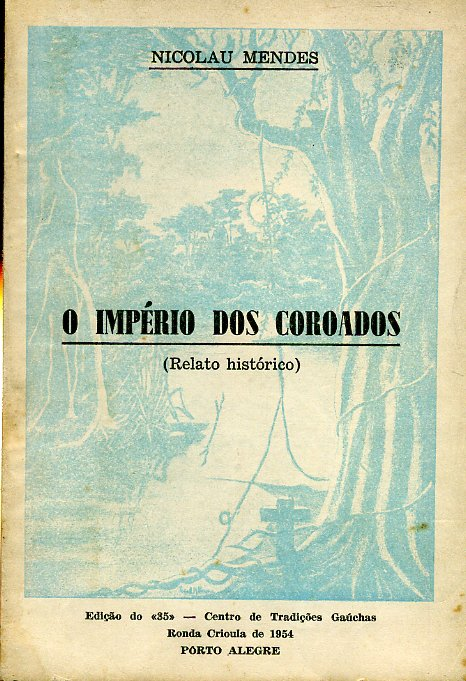 NICOLAU MENDES
O IMPÉRIO DOS COROADOS
(Relato histórico)
Edição do «35» — Centro de Tradições Gaúchas
Ronda Crioula de 1954
PÔRTO ALEGRE